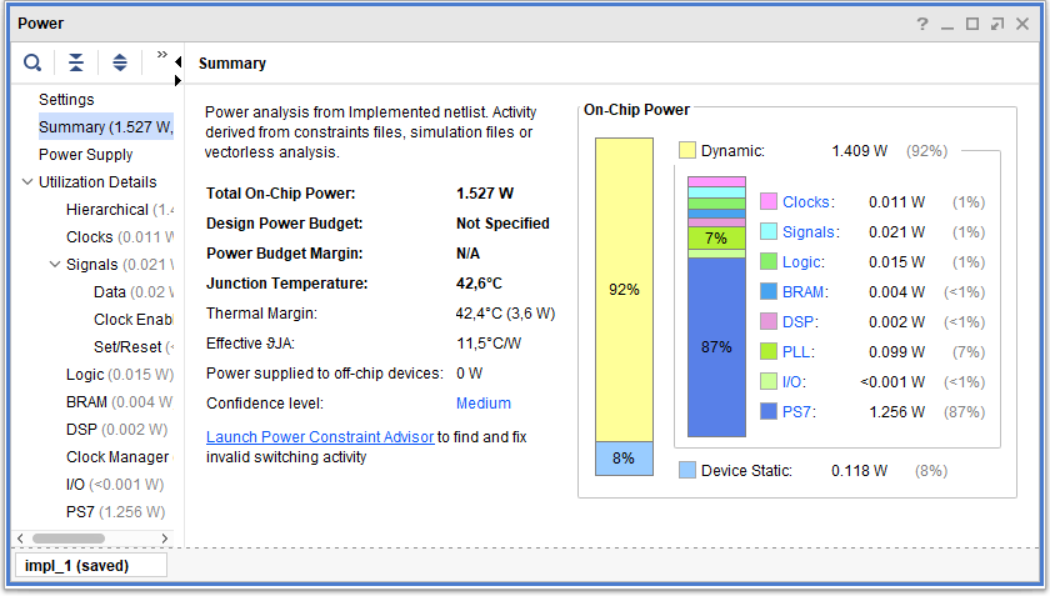 Power
?
»
Summary
Settings
Summary (1.527 W,
Power Supply
Utilization Details
Hierarchical (1.4
Clocks (0.011 W
Signals (0.021 \
Data (0.02 \
Clock Enabl
Set/Reset (<
Logic (0.015 W)
BRAM (0.004 W
DSP (0.002 W)
Clock Manager
I/O (<0.001 W)
PS7 (1.256 W)
impl_1 (saved)
Power analysis from Implemented netlist. Activity
derived from constraints files, simulation files or
vectorless analysis.
Total On-Chip Power: 1.527 W
Design Power Budget: Not Specified
Power Budget Margin: N/A
Junction Temperature: 42,6°C
Thermal Margin: 42,4°C (3,6 W)
Effective ϑJA: 11,5°C/W
Power supplied to off-chip devices: 0 W
Confidence level: Medium
Launch Power Constraint Advisor to find and fix
invalid switching activity
On-Chip Power
92%
8%
Dynamic: 1.409 W (92%)
7%
87%
Clocks: 0.011 W (1%)
Signals: 0.021 W (1%)
Logic: 0.015 W (1%)
BRAM: 0.004 W (<1%)
DSP: 0.002 W (<1%)
PLL: 0.099 W (7%)
I/O: <0.001 W (<1%)
PS7: 1.256 W (87%)
Device Static: 0.118 W (8%)